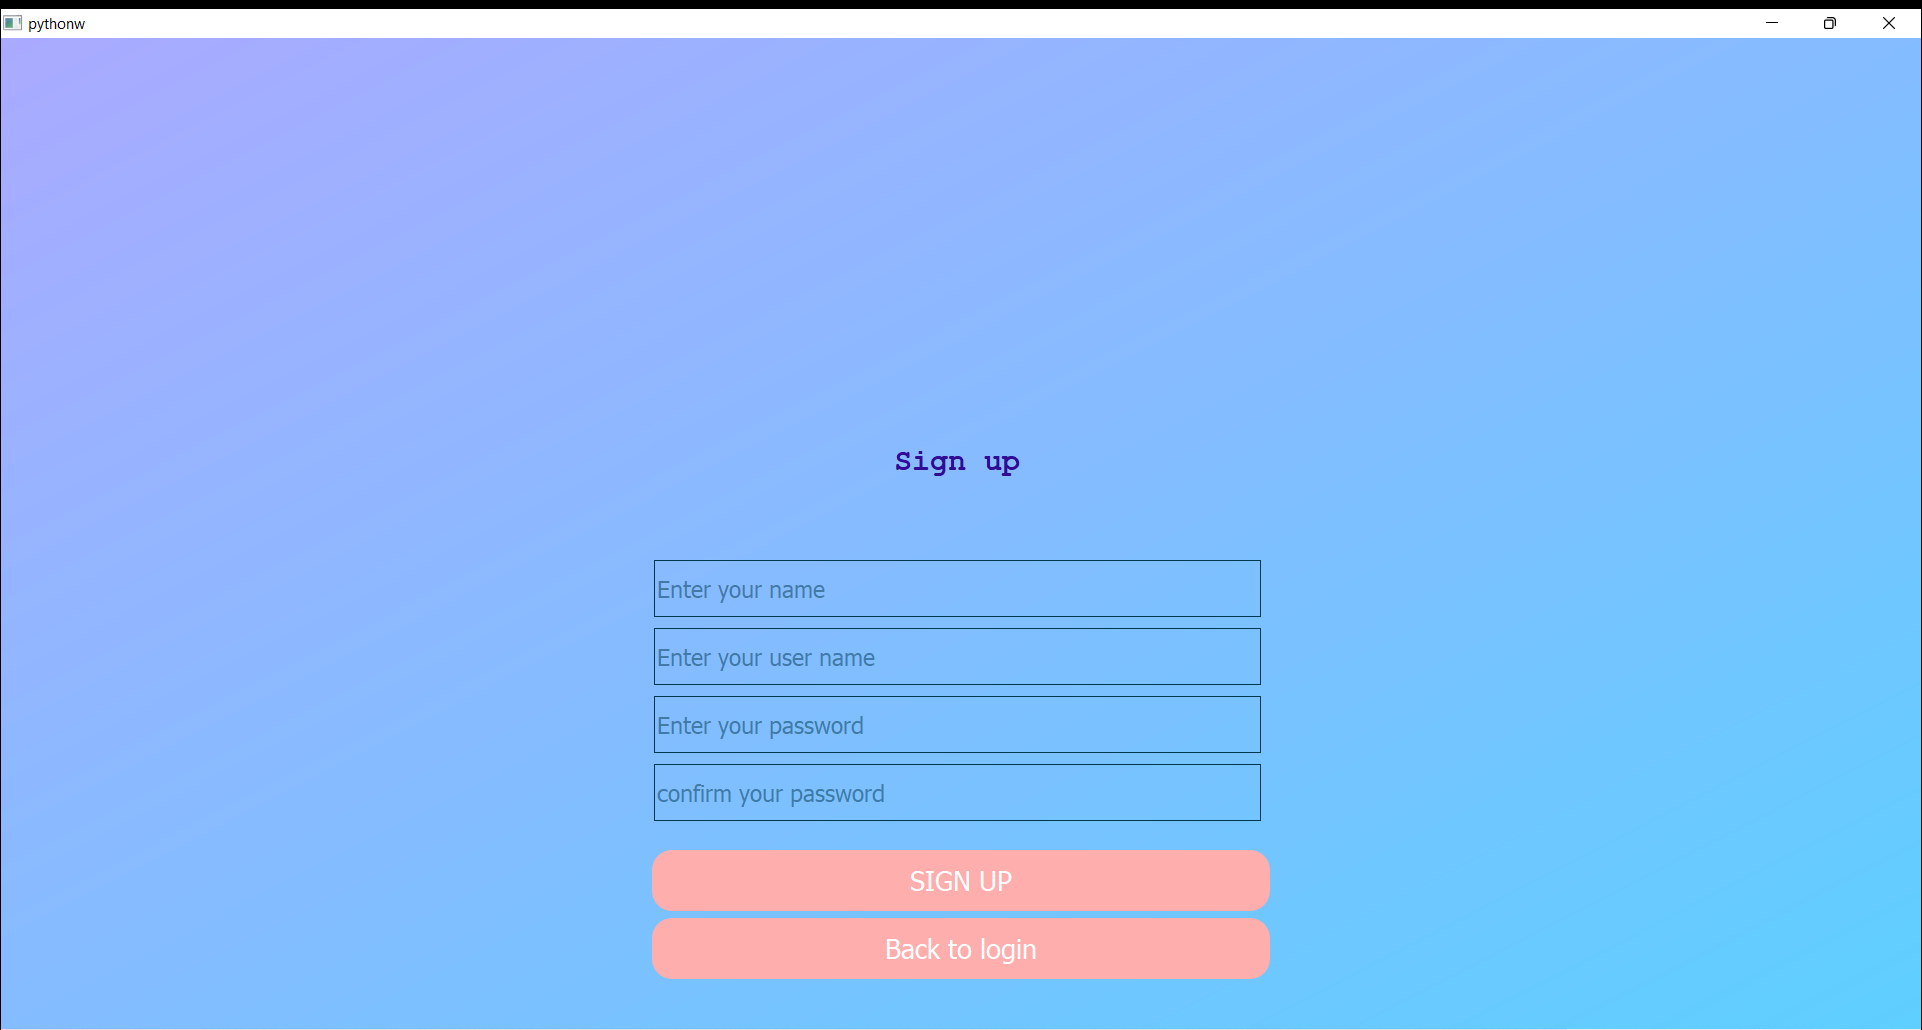 pythonw
Sign up
Enter your name
Enter your user name
Enter your password
confirm your password
SIGN UP
Back to login